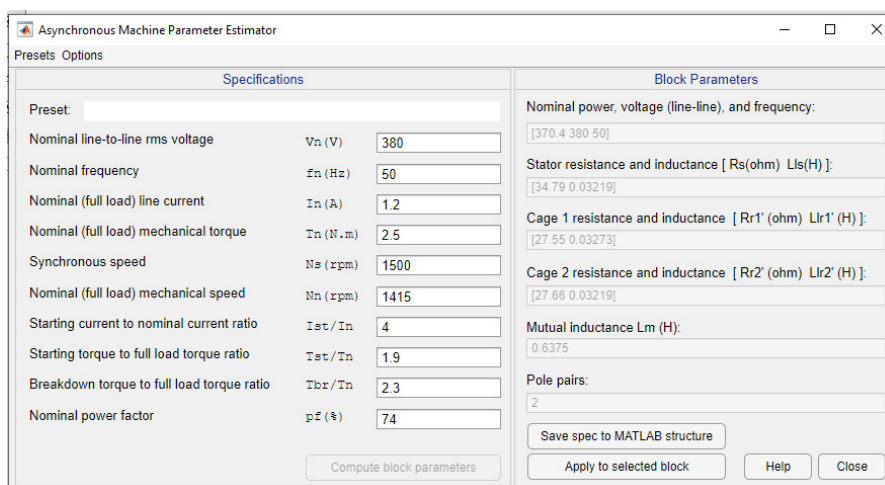 Asynchronous Machine Parameter Estimator
Presets Options
Specifications
Preset:
Nominal line-to-line rms voltage Vn(V) 380
Nominal frequency fn(Hz) 50
Nominal (full load) line current In(A) 1.2
Nominal (full load) mechanical torque Tn(N.m) 2.5
Synchronous speed Ns(rpm) 1500
Nominal (full load) mechanical speed Nn(rpm) 1415
Starting current to nominal current ratio Ist/In 4
Starting torque to full load torque ratio Tst/Tn 1.9
Breakdown torque to full load torque ratio Tbr/Tn 2.3
Nominal power factor pf(%) 74
Compute block parameters
Block Parameters
Nominal power, voltage (line-line), and frequency:
[370.4 380 50]
Stator resistance and inductance [ Rs(ohm) Lls(H) ]:
[34.79 0.03219]
Cage 1 resistance and inductance [ Rr1' (ohm) Llr1' (H) ]:
[27.55 0.03273]
Cage 2 resistance and inductance [ Rr2' (ohm) Llr2' (H) ]:
[27.66 0.03219]
Mutual inductance Lm (H):
0.6375
Pole pairs:
2
Save spec to MATLAB structure
Apply to selected block Help Close